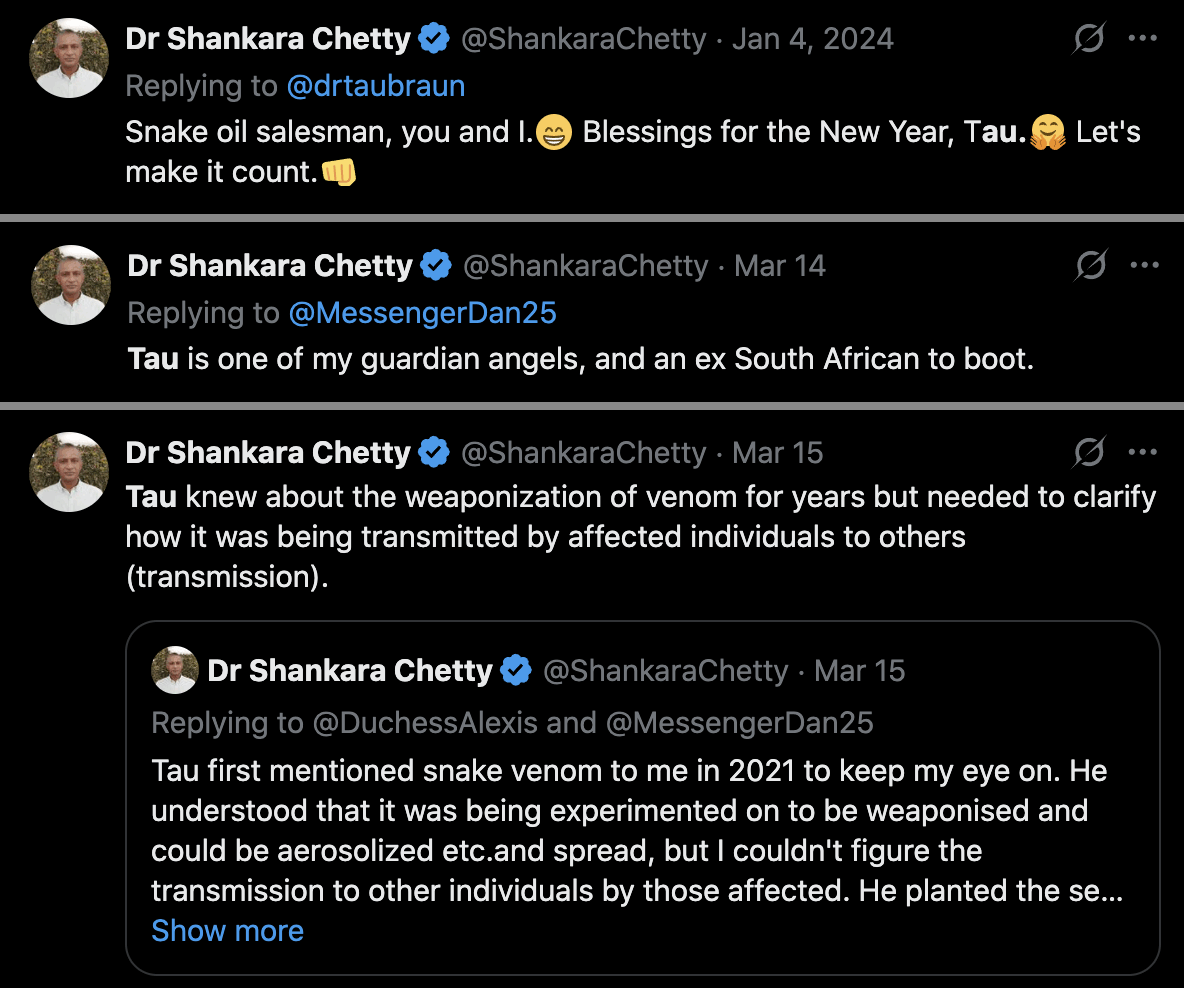 Dr Shankara Chetty @ShankaraChetty · Jan 4, 2024
Replying to @drtaubraun
Snake oil salesman, you and I.😁 Blessings for the New Year, Tau.🤗 Let's
make it count.👊
Dr Shankara Chetty @ShankaraChetty · Mar 14
Replying to @MessengerDan25
Tau is one of my guardian angels, and an ex South African to boot.
Dr Shankara Chetty @ShankaraChetty · Mar 15
Tau knew about the weaponization of venom for years but needed to clarify
how it was being transmitted by affected individuals to others
(transmission).
Dr Shankara Chetty @ShankaraChetty · Mar 15
Replying to @DuchessAlexis and @MessengerDan25
Tau first mentioned snake venom to me in 2021 to keep my eye on. He
understood that it was being experimented on to be weaponised and
could be aerosolized etc.and spread, but I couldn't figure the
transmission to other individuals by those affected. He planted the se...
Show more